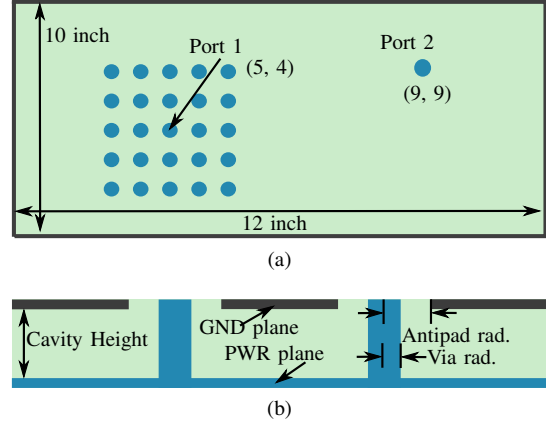 10 inch
Port 1
(5, 4)
Port 2
(9, 9)
12 inch
(a)
Cavity Height
GND plane
PWR plane
Antipad rad.
Via rad.
(b)